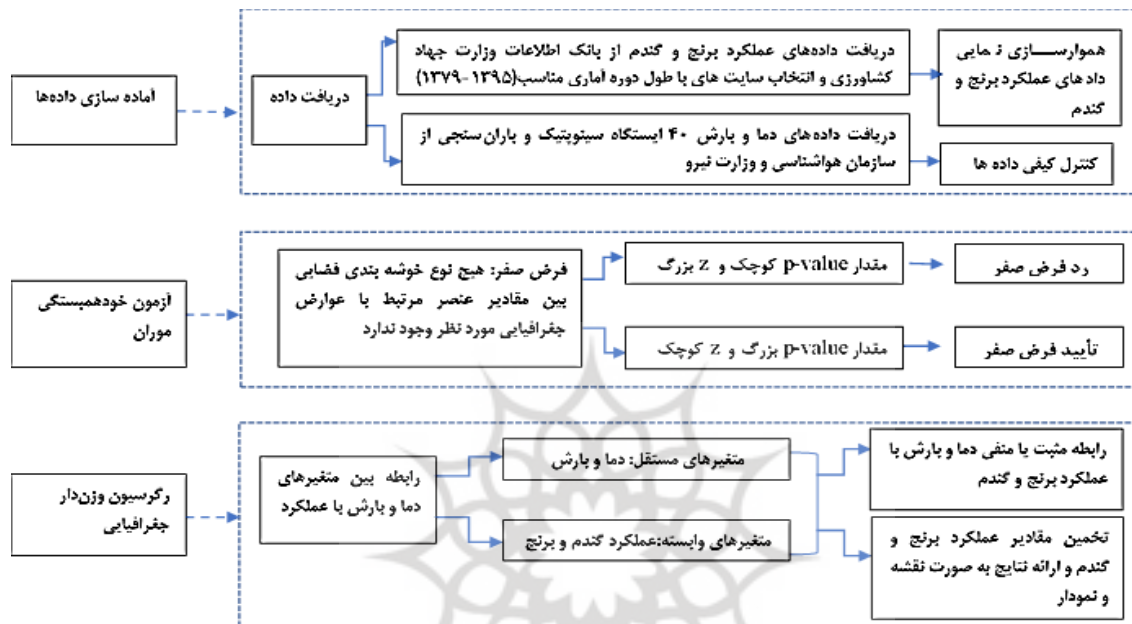 آماده سازی داده‌ها
دریافت داده
دریافت داده‌های عملکرد برنج و گندم از بانک اطلاعات وزارت جهاد
کشاورزی و انتخاب سایت های با طول دوره آماری مناسب(۱۳۹۵-۱۳۷۹)
هموارســـازی نمایی
دادهای عملکرد برنج و
گندم
دریافت داده‌های دما و بارش ۴۰ ایستگاه سینوپتیک و باران‌سنجی از
سازمان هواشناسی و وزارت نیرو
کنترل کیفی داده ها
آزمون خودهمبستگی
موران
فرض صفر: هیچ نوع خوشه بندی فضایی
بین مقادیر عنصر مرتبط با عوارض
جغرافیایی مورد نظر وجود ندارد
مقدار p-value کوچک و z بزرگ
رد فرض صفر
مقدار p-value بزرگ و z کوچک
تأیید فرض صفر
رگرسیون وزن‌دار
جغرافیایی
رابطه بین متغیرهای
دما و بارش با عملکرد
متغیرهای مستقل: دما و بارش
متغیرهای وابسته:عملکرد گندم و برنج
رابطه مثبت یا منفی دما و بارش با
عملکرد برنج و گندم
تخمین مقادیر عملکرد برنج و
گندم و ارائه نتایج به صورت نقشه
و نمودار